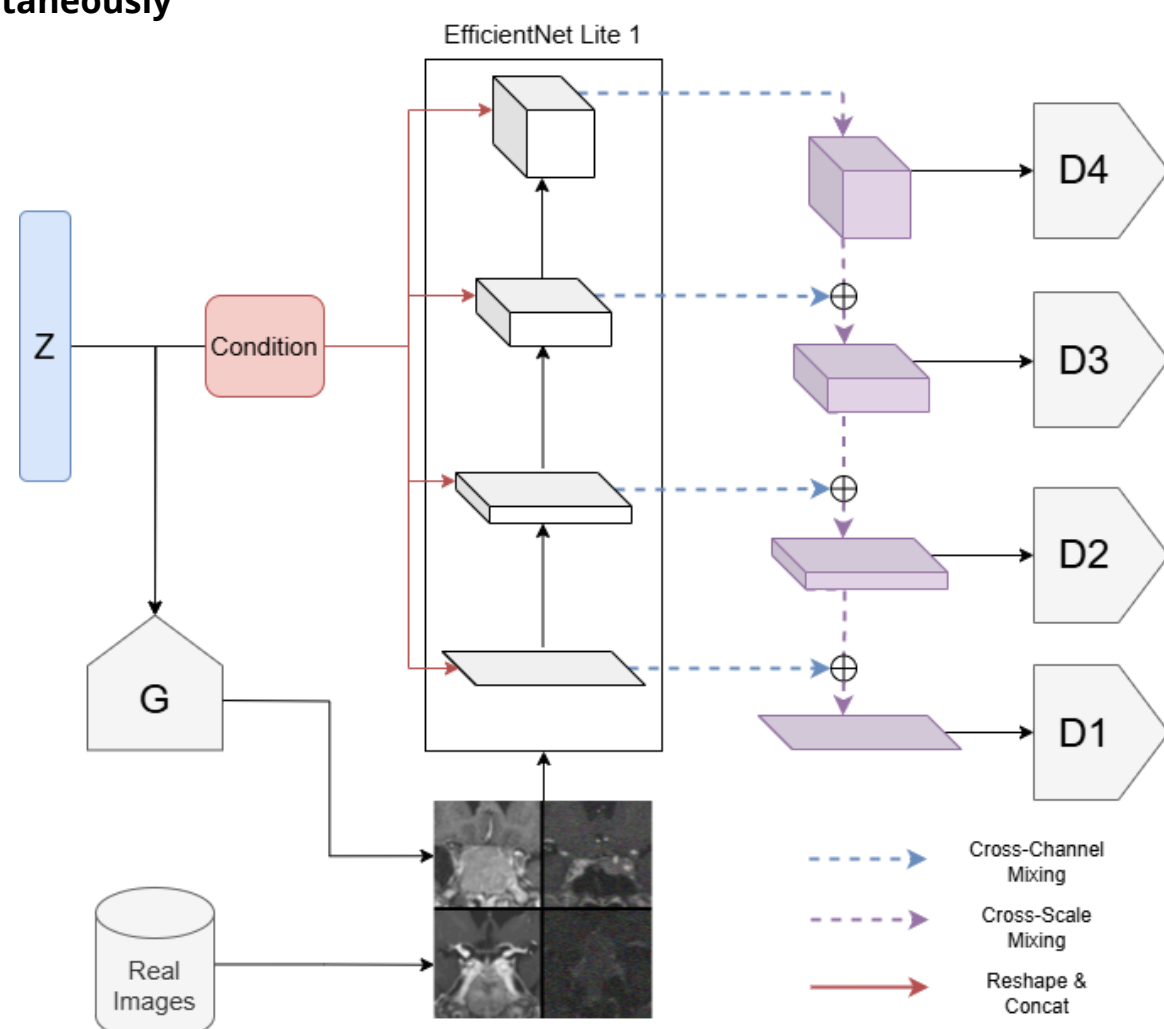 taneously
EfficientNet Lite 1
D4
Z
Condition
D3
D2
G
D1
Real
Images
Cross-Channel
Mixing
Cross-Scale
Mixing
Reshape &
Concat